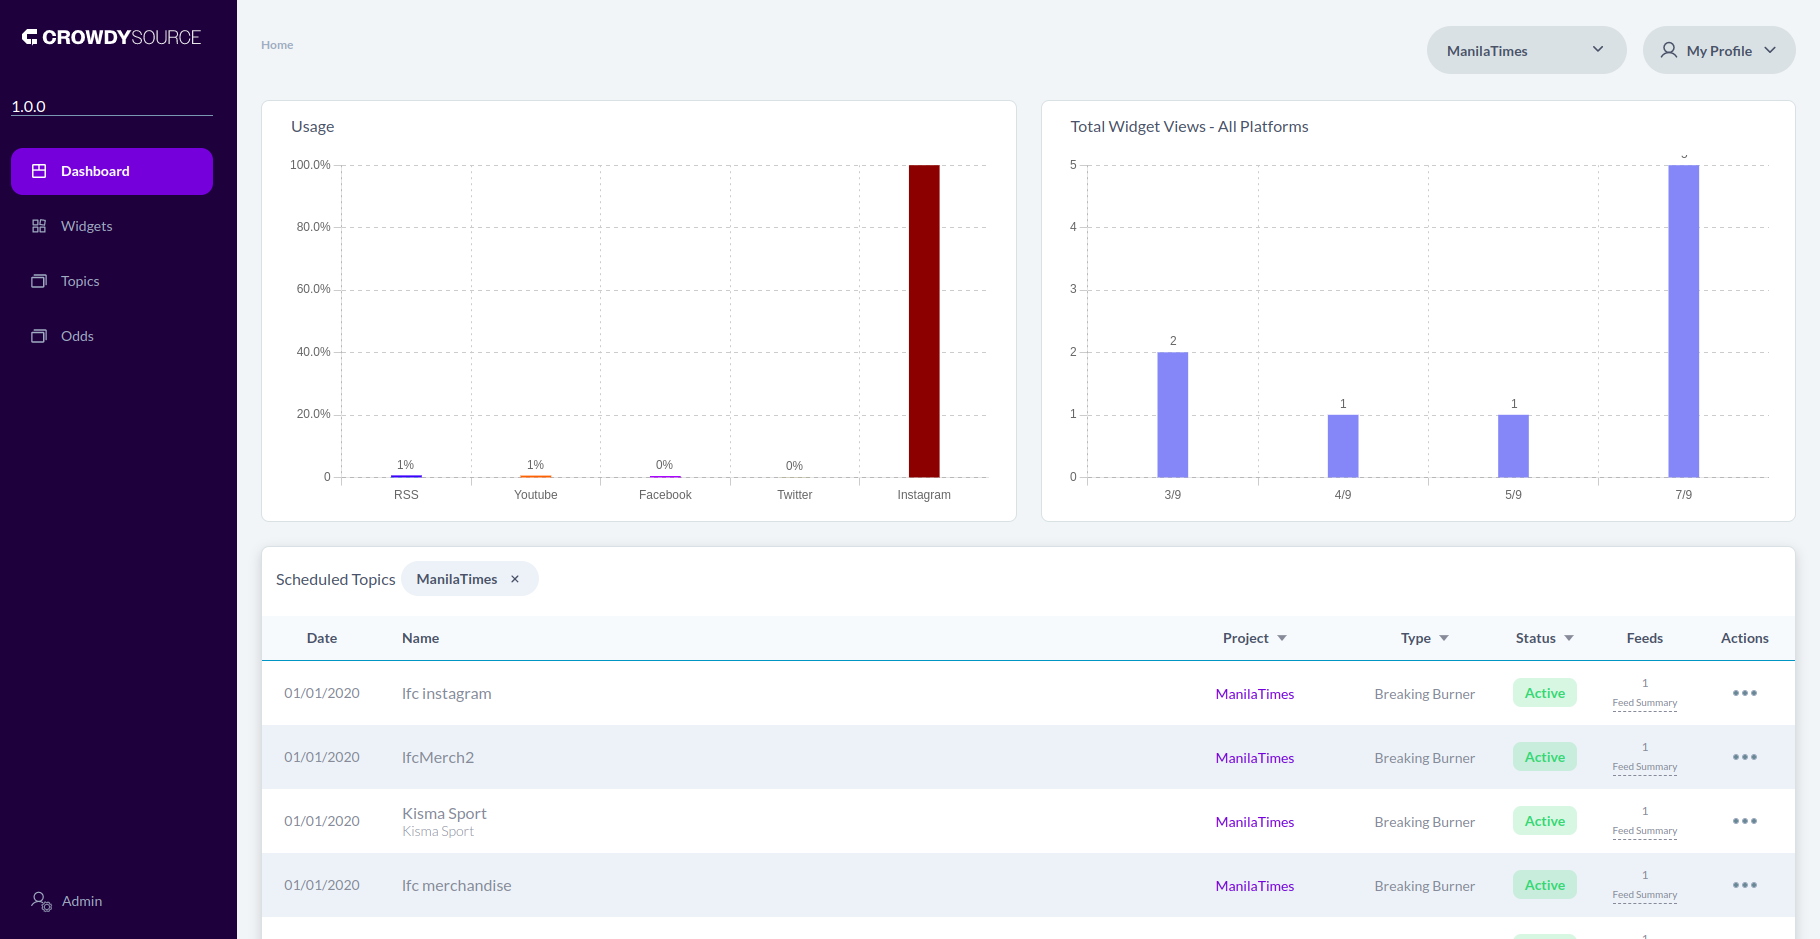 CROWDYSOURCE
1.0.0
Dashboard
Widgets
Topics
Odds
Admin
Home
ManilaTimes
My Profile
Usage
100.0%
80.0%
60.0%
40.0%
20.0%
0
1%
1%
0%
0%
RSS Youtube Facebook Twitter Instagram
Total Widget Views - All Platforms
5
4
3
2
1
0
2
1
1
3/9 4/9 5/9 7/9
Scheduled Topics ManilaTimes ×
Date Name Project Type Status Feeds Actions
01/01/2020 lfc instagram ManilaTimes Breaking Burner Active 1
Feed Summary
01/01/2020 lfcMerch2 ManilaTimes Breaking Burner Active 1
Feed Summary
01/01/2020 Kisma Sport ManilaTimes Breaking Burner Active 1
Kisma Sport Feed Summary
01/01/2020 lfc merchandise ManilaTimes Breaking Burner Active 1
Feed Summary